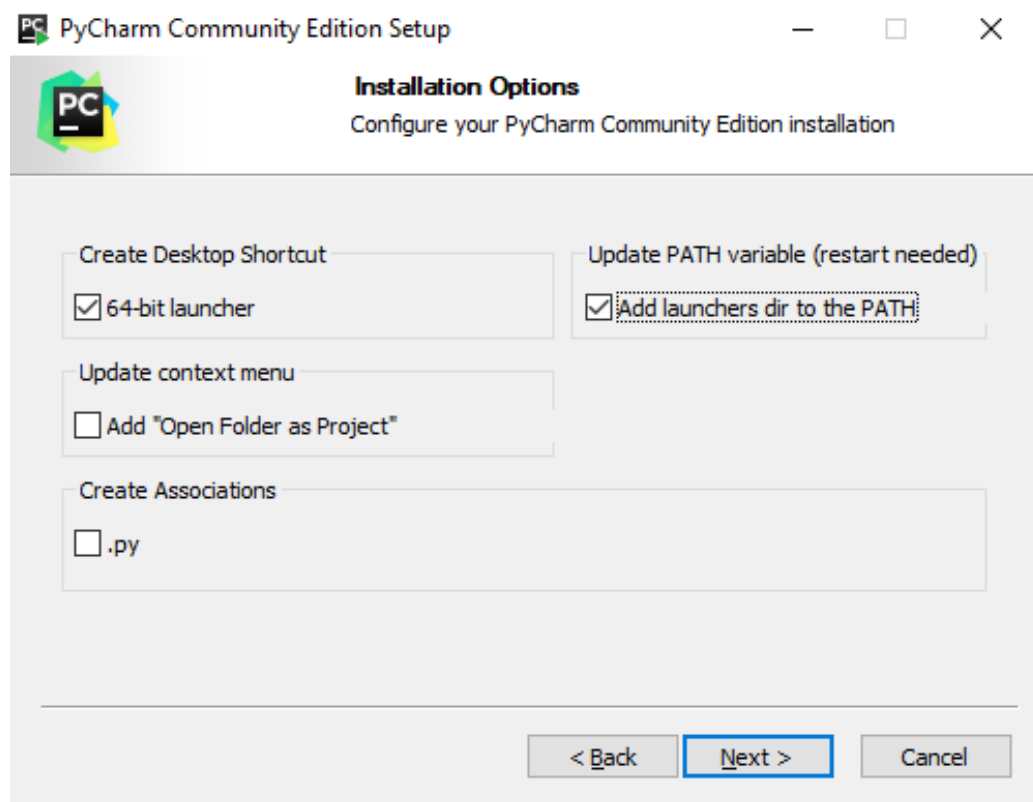 PyCharm Community Edition Setup
PC
Installation Options
Configure your PyCharm Community Edition installation
Create Desktop Shortcut
64-bit launcher
Update PATH variable (restart needed)
Add launchers dir to the PATH
Update context menu
Add "Open Folder as Project"
Create Associations
.py
< Back
Next >
Cancel